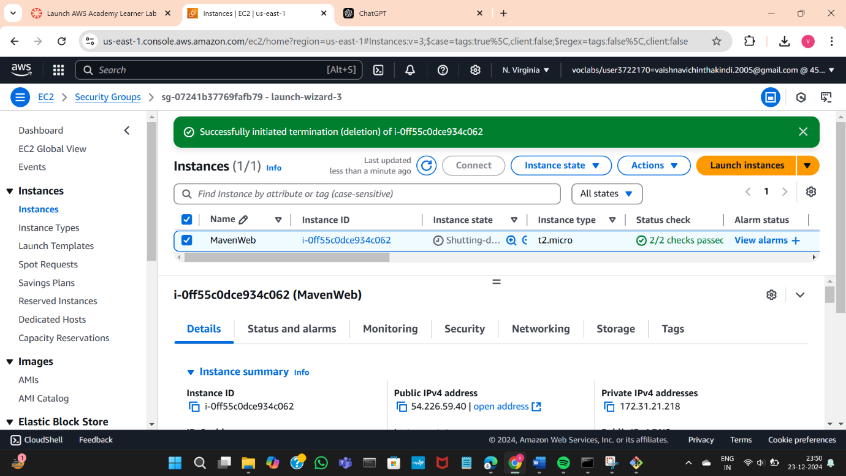 Launch AWS Academy Learner Lab
Instances | EC2 | us-east-1
ChatGPT
us-east-1.console.aws.amazon.com/ec2/home?region=us-east-1#Instances:v=3;$case=tags:true%5C,client:false;$regex=tags:false%5C,client:false
aws
Search [Alt+S]
N. Virginia
voclabs/user3722170=vaishnavichinthakindi.2005@gmail.com @ 45...
EC2 > Security Groups > sg-07241b37769fafb79 - launch-wizard-3
Dashboard
EC2 Global View
Events
Instances
Instances
Instance Types
Launch Templates
Spot Requests
Savings Plans
Reserved Instances
Dedicated Hosts
Capacity Reservations
Images
AMIs
AMI Catalog
Elastic Block Store
Successfully initiated termination (deletion) of i-0ff55c0dce934c062
Instances (1/1) Info
Last updated
less than a minute ago
Connect
Instance state
Actions
Launch instances
Find Instance by attribute or tag (case-sensitive)
All states
1
Name Instance ID Instance state Instance type Status check Alarm status
MavenWeb i-0ff55c0dce934c062 Shutting-d... t2.micro 2/2 checks passec View alarms +
i-0ff55c0dce934c062 (MavenWeb)
Details Status and alarms Monitoring Security Networking Storage Tags
Instance summary Info
Instance ID
i-0ff55c0dce934c062
Public IPv4 address
54.226.59.40 | open address
Private IPv4 addresses
172.31.21.218
CloudShell Feedback
© 2024, Amazon Web Services, Inc. or its affiliates. Privacy Terms Cookie preferences
ENG
IN
23:50
23-12-2024